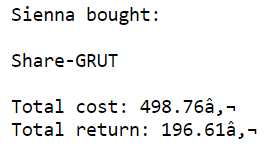 Sienna bought:
Share-GRUT
Total cost: 498.76â‚¬
Total return: 196.61â‚¬